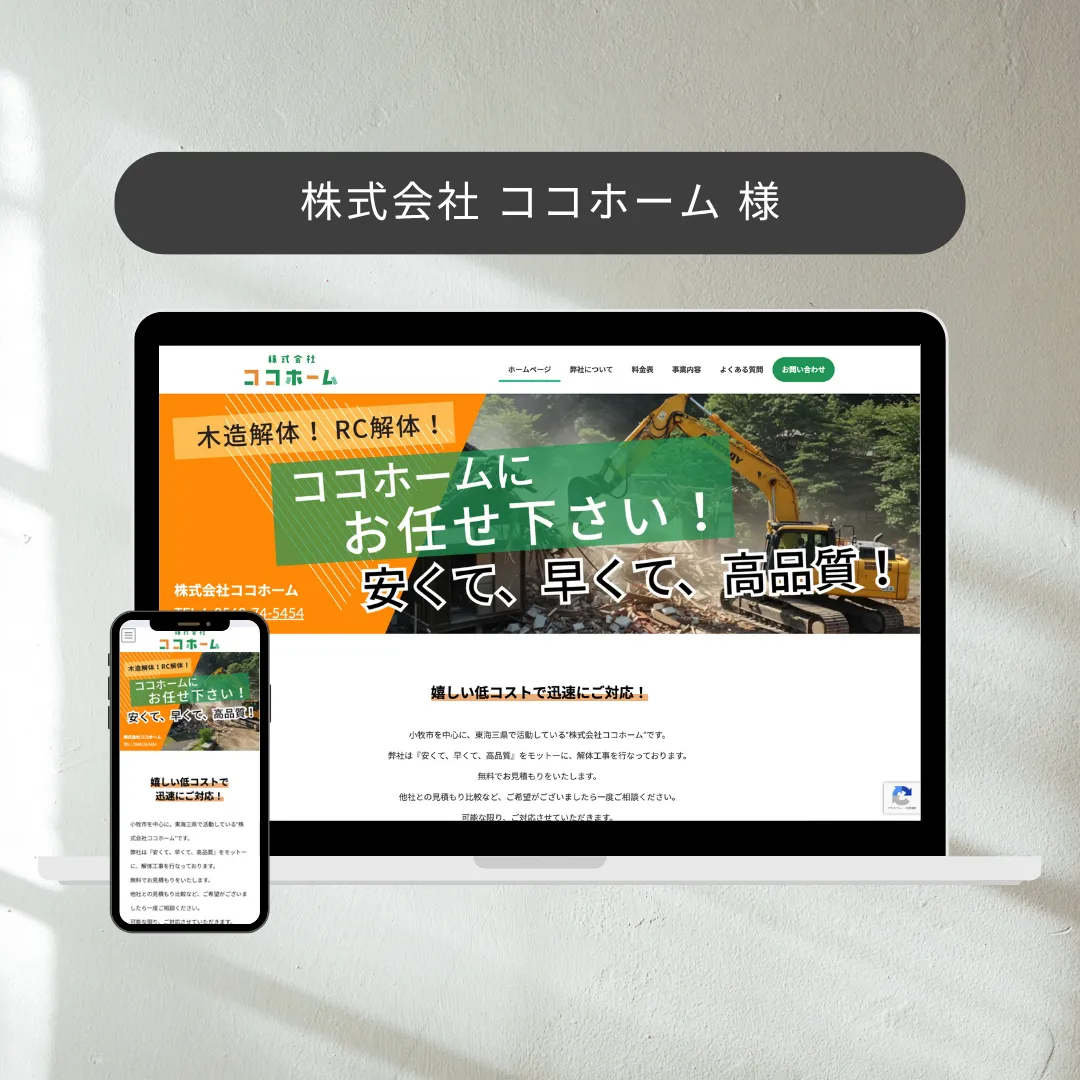 株式会社 ココホーム 様
株式会社
ココホーム
ホームページ 弊社について 料金表 事業内容 よくある質問 お問い合わせ
木造解体！ RC解体！
ココホームに
お任せ下さい！
安くて、早くて、高品質！
株式会社ココホーム
74-5454
嬉しい低コストで迅速にご対応！
小牧市を中心に、東海三県で活動している"株式会社ココホーム"です。
弊社は『安くて、早くて、高品質』をモットーに、解体工事を行なっております。
無料でお見積もりをいたします。
他社との見積もり比較など、ご希望がございましたら一度ご相談ください。
可能な限り、ご対応させていただきます。
ココホーム
木造解体！RC解体！
ココホームに
お任せ下さい！
安くて、早くて、高品質！
株式会社ココホーム
嬉しい低コストで
迅速にご対応！
小牧市を中心に、東海三県で活動している"株
式会社ココホーム"です。
弊社は『安くて、早くて、高品質』をモットー
に、解体工事を行なっております。
無料でお見積もりをいたします。
他社との見積もり比較など、ご希望がございま
したら一度ご相談ください。
可能な限り、ご対応させていただきます。